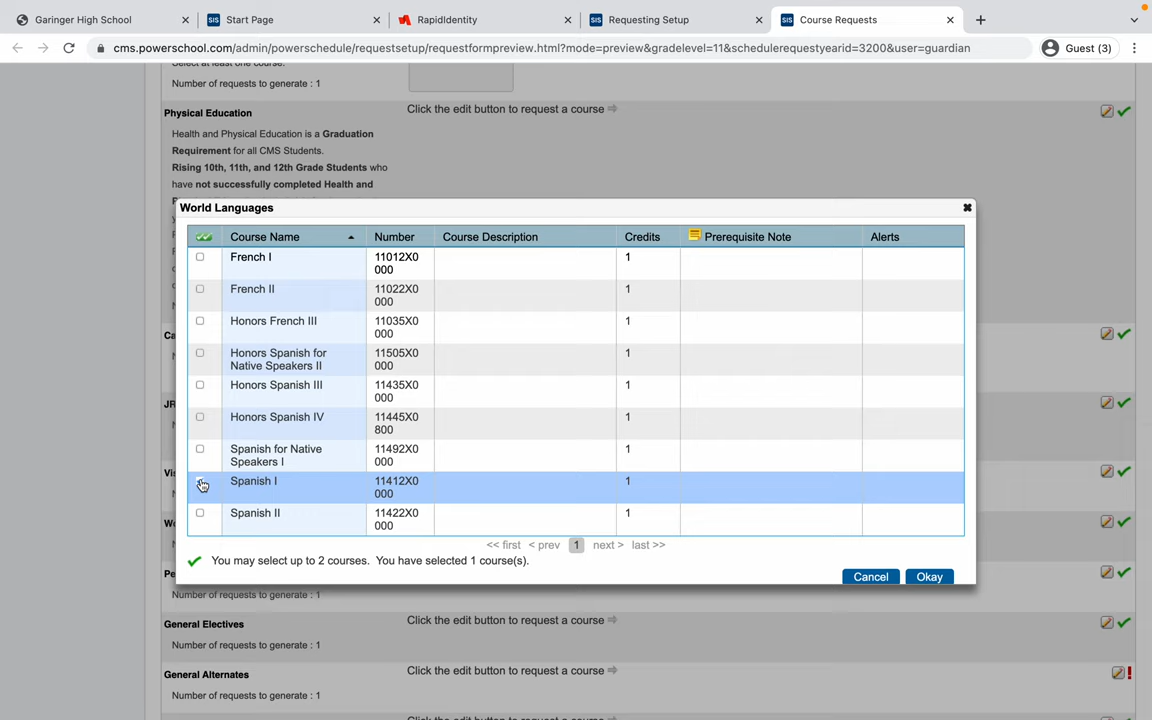 Garinger High School
Start Page
RapidIdentity
Requesting Setup
Course Requests
cms.powerschool.com/admin/powerschedule/requestsetup/requestformpreview.html?mode=preview&gradelevel=11&schedulerequestyearid=3200&user=guardian
Guest (3)
Select at least one course.
Number of requests to generate : 1
Physical Education
Click the edit button to request a course
Health and Physical Education is a Graduation
Requirement for all CMS Students.
Rising 10th, 11th, and 12th Grade Students who
have not successfully completed Health and
World Languages
Course Name
Number
Course Description
Credits
Prerequisite Note
Alerts
French I
11012X0
000
1
French II
11022X0
000
1
Honors French III
11035X0
000
1
Honors Spanish for
Native Speakers II
11505X0
000
1
Honors Spanish III
11435X0
000
1
Honors Spanish IV
11445X0
800
1
Spanish for Native
Speakers I
11492X0
000
1
Spanish I
11412X0
000
1
Spanish II
11422X0
000
1
<< first < prev 1 next > last >>
You may select up to 2 courses. You have selected 1 course(s).
Cancel
Okay
Ca
JR
Vis
Wo
Pe
Number of requests to generate : 1
General Electives
Click the edit button to request a course
Number of requests to generate : 1
General Alternates
Click the edit button to request a course
Number of requests to generate : 1
Click the edit button to request a course